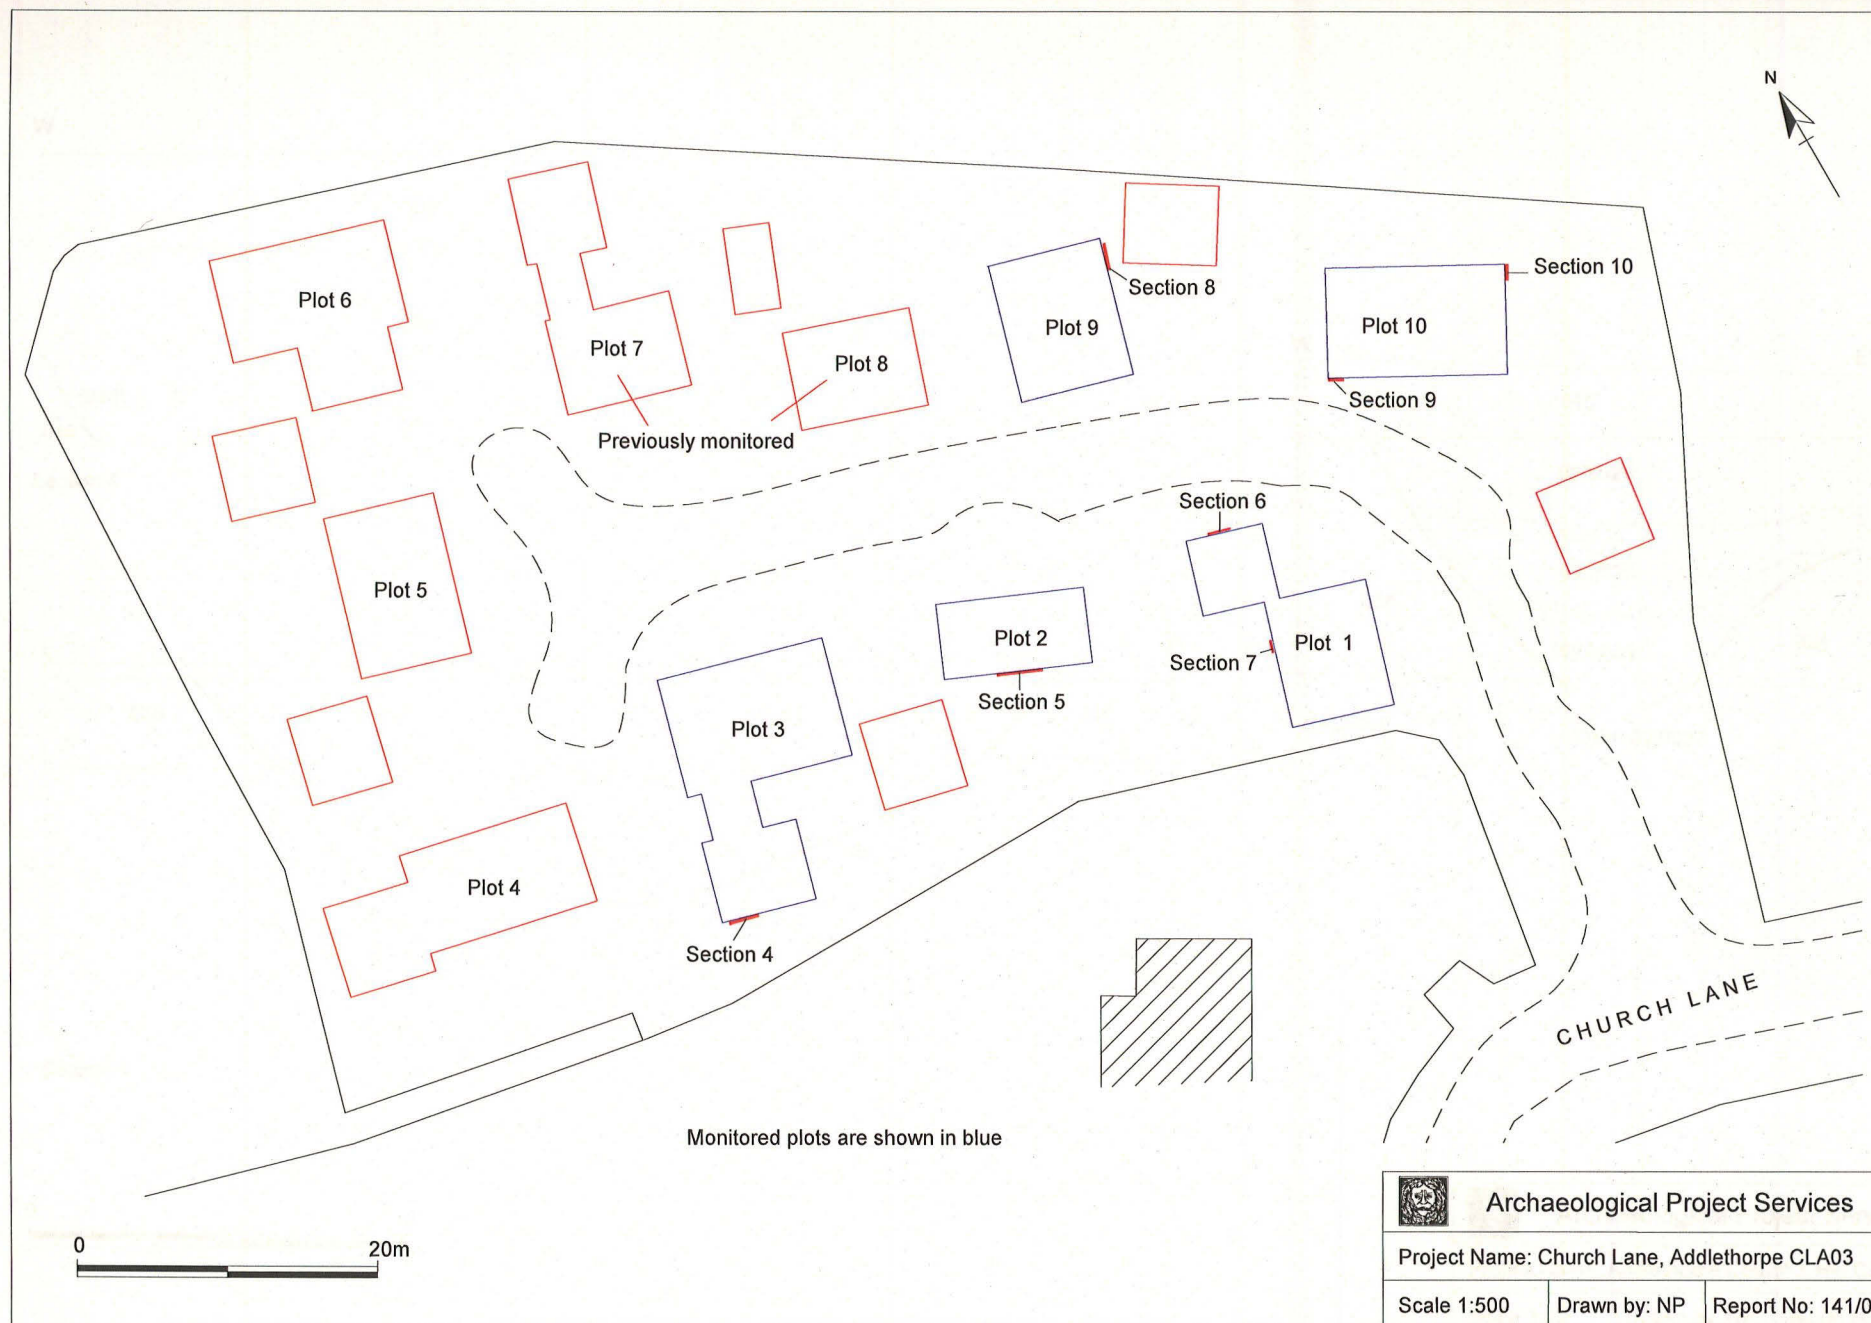 N
Plot 6
Plot 7
Plot 8
Previously monitored
Plot 9
Section 8
Plot 10
Section 10
Section 9
Plot 5
Section 6
Plot 2
Section 5
Section 7
Plot 1
Plot 3
Plot 4
Section 4
CHURCH LANE
Monitored plots are shown in blue
0 20m
Archaeological Project Services
Project Name: Church Lane, Addlethorpe CLA03
Scale 1:500
Drawn by: NP
Report No: 141/0